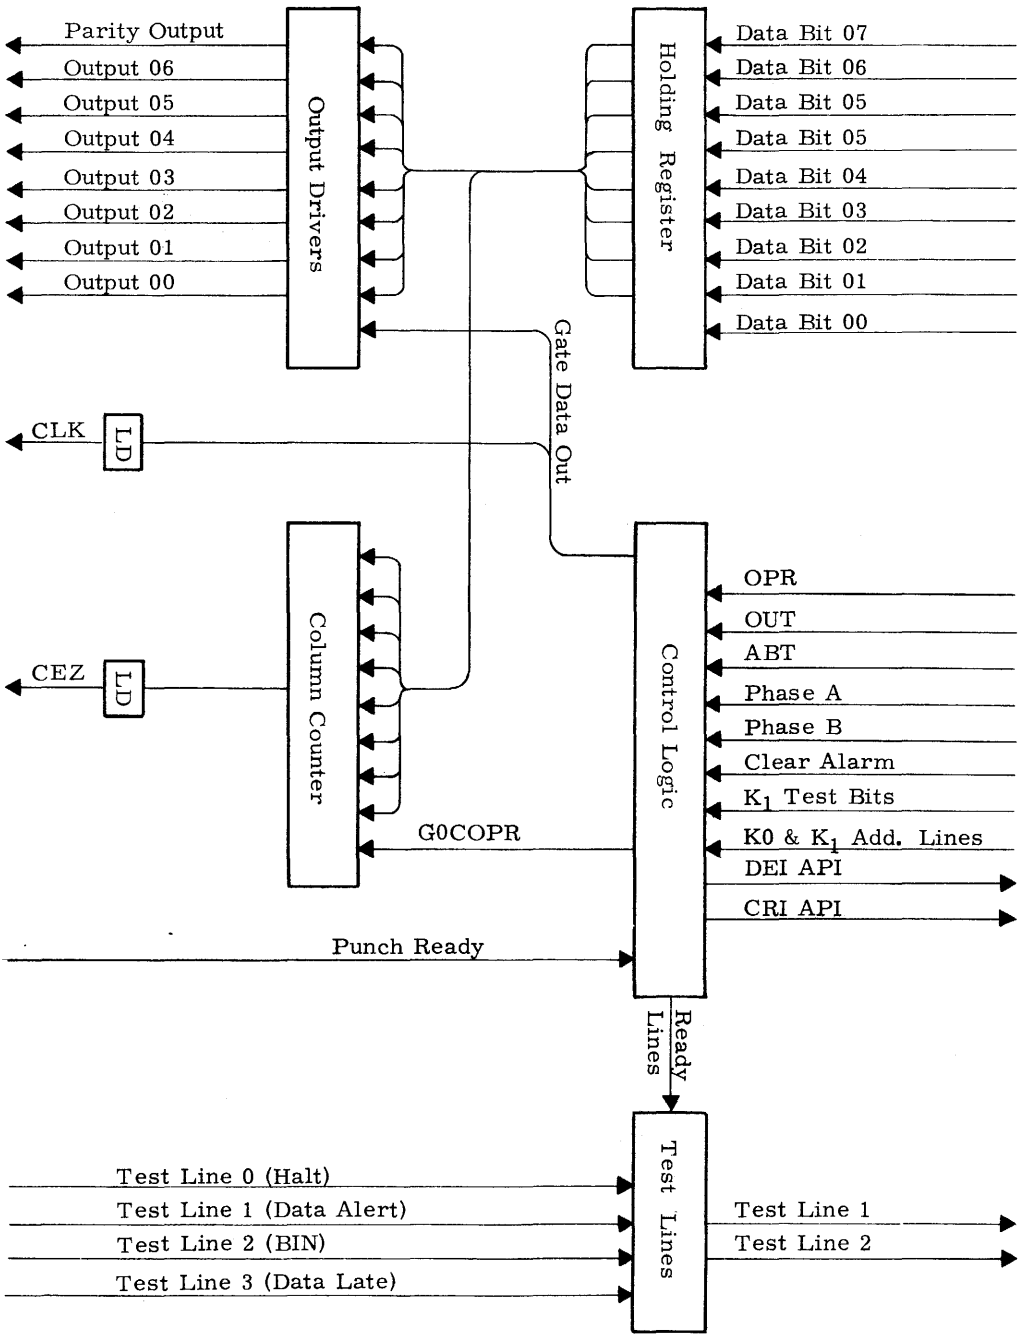 Parity Output
Output 06
Output 05
Output 04
Output 03
Output 02
Output 01
Output 00
Output Drivers
Holding Register
Data Bit 07
Data Bit 06
Data Bit 05
Data Bit 05
Data Bit 04
Data Bit 03
Data Bit 02
Data Bit 01
Data Bit 00
Gate Data Out
CLK
LD
CEZ
LD
Column Counter
G0COPR
Control Logic
OPR
OUT
ABT
Phase A
Phase B
Clear Alarm
K1 Test Bits
K0 & K1 Add. Lines
DEI API
CRI API
Punch Ready
Ready
Lines
Test Line 0 (Halt)
Test Line 1 (Data Alert)
Test Line 2 (BIN)
Test Line 3 (Data Late)
Test Lines
Test Line 1
Test Line 2